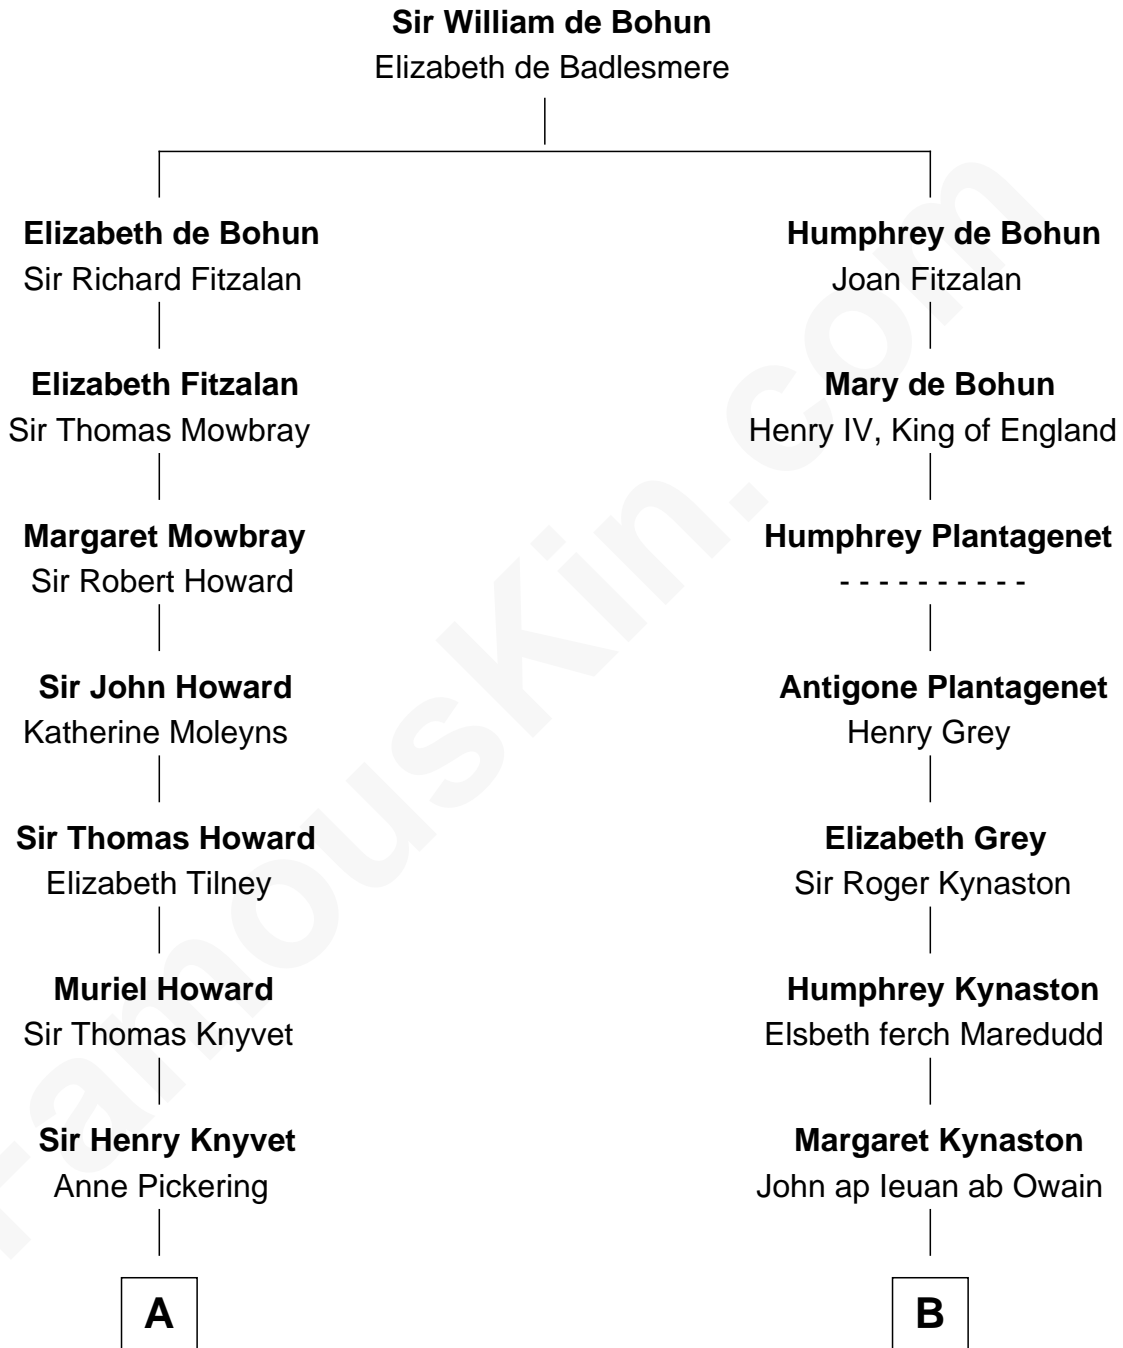 Sir William de Bohun
Elizabeth de Badlesmere
Elizabeth de Bohun
Sir Richard Fitzalan
Humphrey de Bohun
Joan Fitzalan
Elizabeth Fitzalan
Sir Thomas Mowbray
Mary de Bohun
Henry IV, King of England
Margaret Mowbray
Sir Robert Howard
Humphrey Plantagenet
- - - - - - - - - -
Sir John Howard
Katherine Moleyns
Antigone Plantagenet
Henry Grey
Sir Thomas Howard
Elizabeth Tilney
Elizabeth Grey
Sir Roger Kynaston
Muriel Howard
Sir Thomas Knyvet
Humphrey Kynaston
Elsbeth ferch Maredudd
Sir Henry Knyvet
Anne Pickering
Margaret Kynaston
John ap Ieuan ab Owain
A
B
FamousKin.com